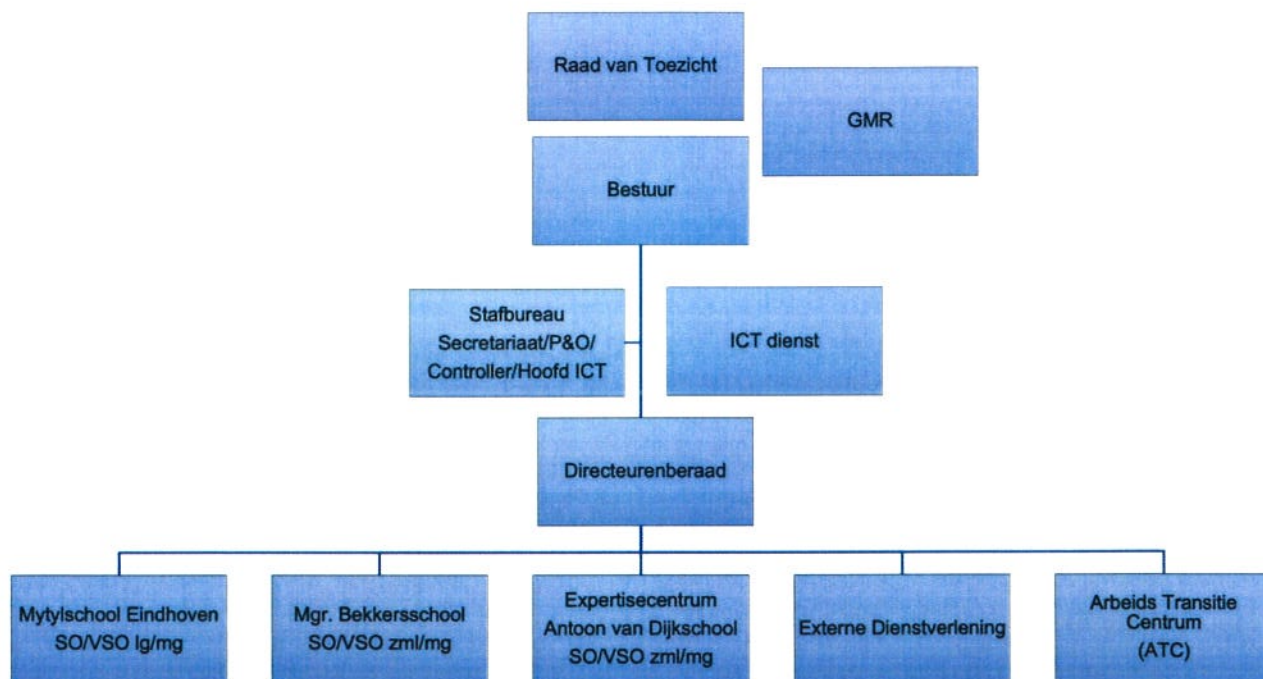 Raad van Toezicht
GMR
Bestuur
Stafbureau
Secretariaat/P&O/
Controller/Hoofd ICT
ICT dienst
Directeurenberaad
Mytylschool Eindhoven
SO/VSO lg/mg
Mgr. Bekkersschool
SO/VSO zml/mg
Expertisecentrum
Antoon van Dijkschool
SO/VSO zml/mg
Externe Dienstverlening
Arbeids Transitie
Centrum
(ATC)